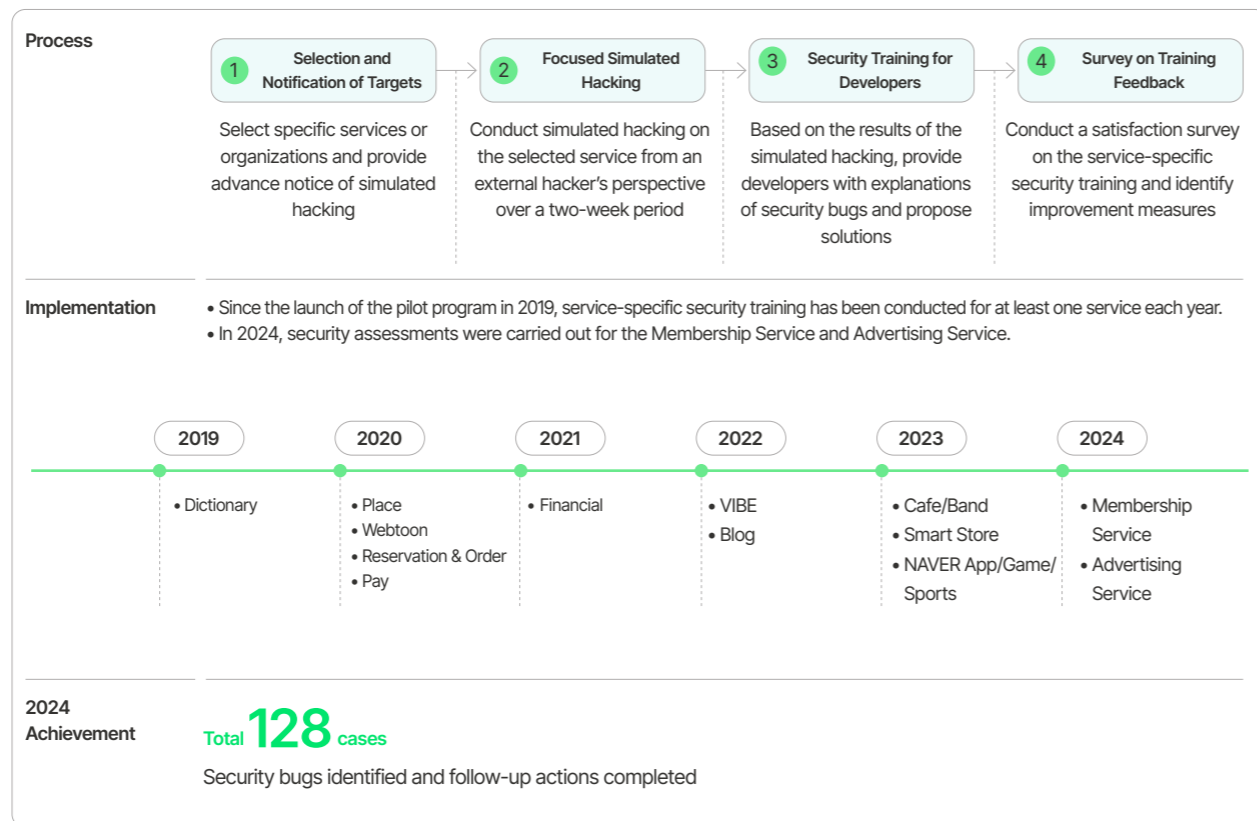 Process
1
Selection and
Notification of Targets
Select specific services or
organizations and provide
advance notice of simulated
hacking
2
Focused Simulated
Hacking
Conduct simulated hacking on
the selected service from an
external hacker's perspective
over a two-week period
3
Security Training for
Developers
Based on the results of the
simulated hacking, provide
developers with explanations
of security bugs and propose
solutions
4
Survey on Training
Feedback
Conduct a satisfaction survey
on the service-specific
security training and identify
improvement measures
Implementation
• Since the launch of the pilot program in 2019, service-specific security training has been conducted for at least one service each year.
• In 2024, security assessments were carried out for the Membership Service and Advertising Service.
2019
• Dictionary
2020
• Place
• Webtoon
• Reservation & Order
• Pay
2021
• Financial
2022
• VIBE
• Blog
2023
• Cafe/Band
• Smart Store
• NAVER App/Game/
Sports
2024
• Membership
Service
• Advertising
Service
2024
Achievement
Total 128 cases
Security bugs identified and follow-up actions completed